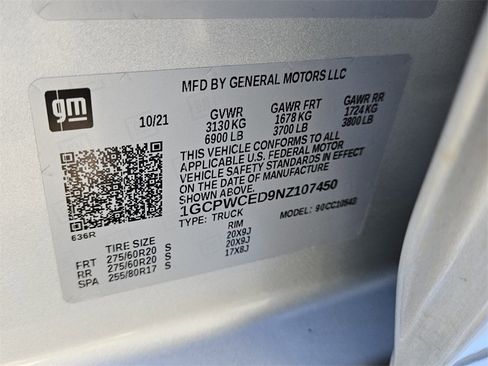 MFD BY GENERAL MOTORS LLC
gm
10/21 GVWR GAWR FRT GAWR RR
3130 KG 1678 KG 1724 KG
6900 LB 3700 LB 3800 LB
THIS VEHICLE CONFORMS TO ALL
APPLICABLE U.S. FEDERAL MOTOR
VEHICLE SAFETY STANDARDS IN EFFECT
ON THE DATE OF MANUFACTURE
SHOWN ABOVE.
1GCPWCED9NZ107450
TYPE: TRUCK MODEL:
636R
TIRE SIZE RIM
FRT 275/60R20 S 20X9J
RR 275/60R20 S 20X9J
SPA 255/80R17 S 17X8J